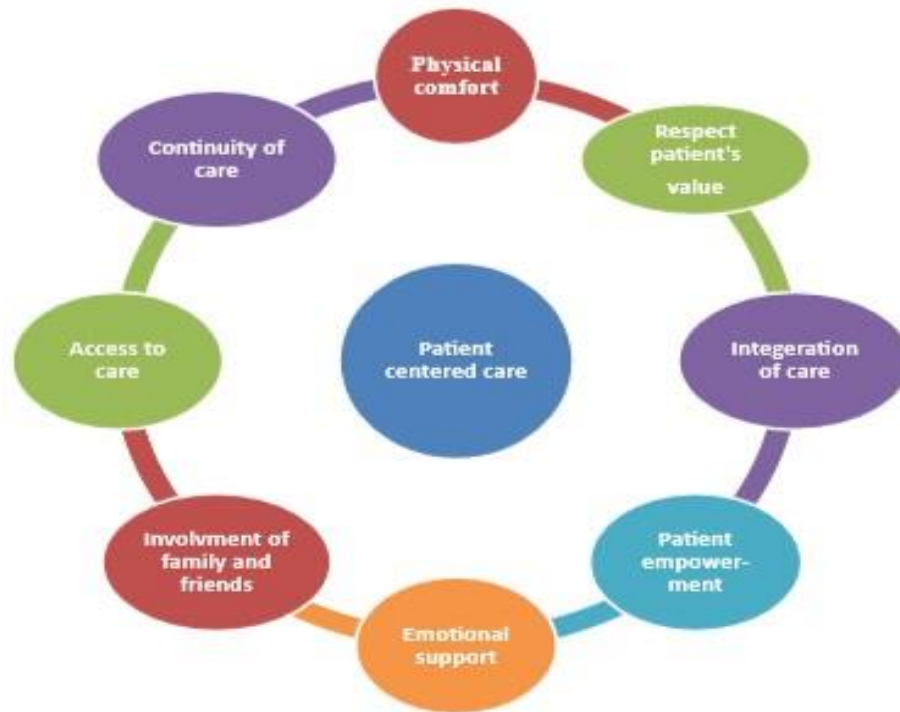 Physical
comfort
Respect
patient's
value
Integeration
of care
Patient
empower-
ment
Emotional
support
Involvment of
family and
friends
Access to
care
Continuity of
care
Patient
centered care